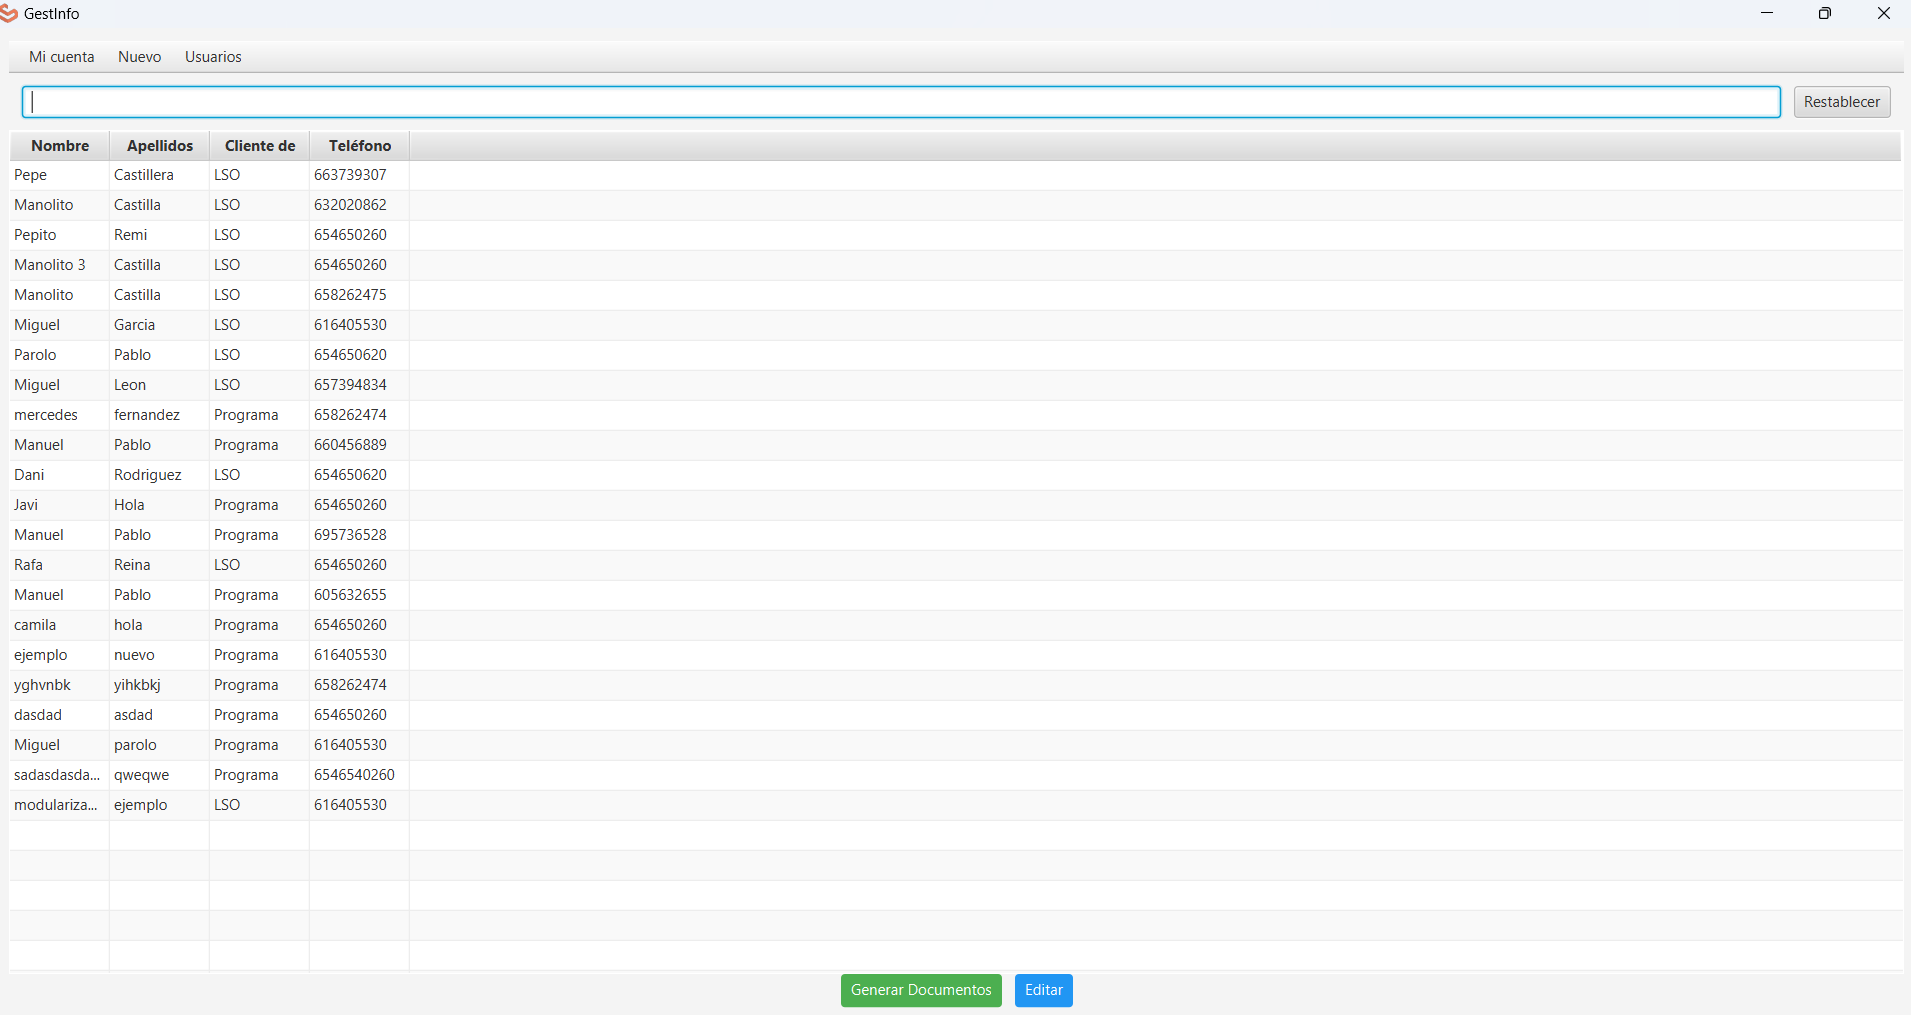 GestInfo
Mi cuenta Nuevo Usuarios
Restablecer
Nombre Apellidos Cliente de Teléfono
Pepe Castillera LSO 663739307
Manolito Castilla LSO 632020862
Pepito Remi LSO 654650260
Manolito 3 Castilla LSO 654650260
Manolito Castilla LSO 658262475
Miguel Garcia LSO 616405530
Parolo Pablo LSO 654650620
Miguel Leon LSO 657394834
mercedes fernandez Programa 658262474
Manuel Pablo Programa 660456889
Dani Rodriguez LSO 654650620
Javi Hola Programa 654650260
Manuel Pablo Programa 695736528
Rafa Reina LSO 654650260
Manuel Pablo Programa 605632655
camila hola Programa 654650260
ejemplo nuevo Programa 616405530
yghvnbk yihkbkj Programa 658262474
dasdad asdad Programa 654650260
Miguel parolo Programa 616405530
sadasdasda... qweqwe Programa 6546540260
modulariza... ejemplo LSO 616405530
Generar Documentos Editar